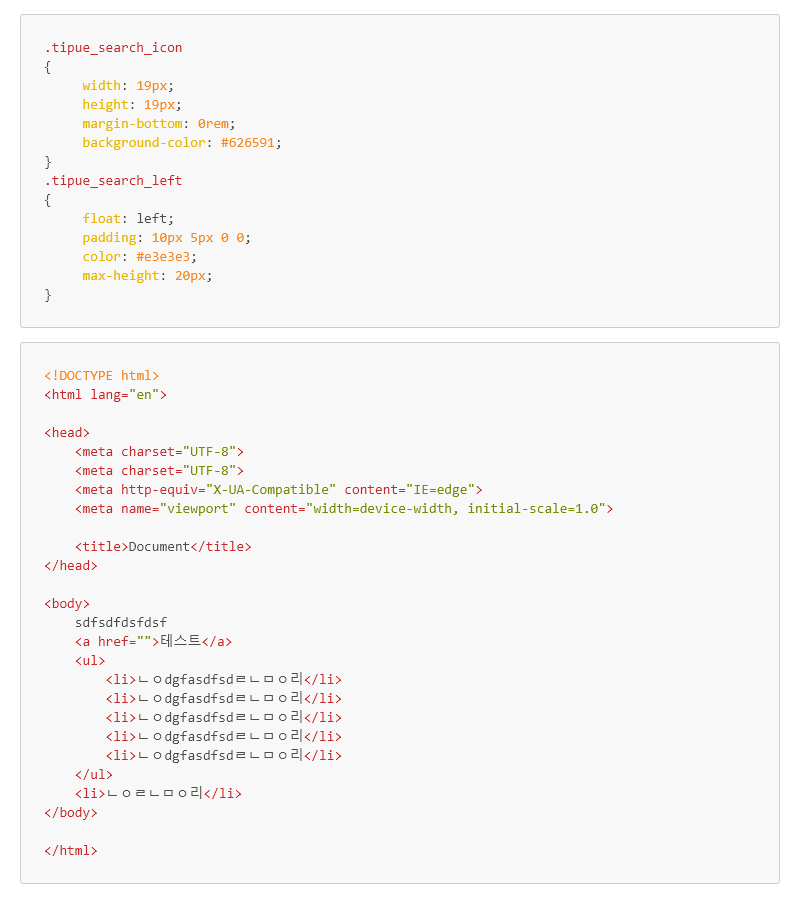 .tipue_search_icon
{
     width: 19px;
     height: 19px;
     margin-bottom: 0rem;
     background-color: #626591;
}
.tipue_search_left
{
     float: left;
     padding: 10px 5px 0 0;
     color: #e3e3e3;
     max-height: 20px;
}
<!DOCTYPE html>
<html lang="en">

<head>
    <meta charset="UTF-8">
    <meta charset="UTF-8">
    <meta http-equiv="X-UA-Compatible" content="IE=edge">
    <meta name="viewport" content="width=device-width, initial-scale=1.0">

    <title>Document</title>
</head>

<body>
    sdfsdfdsfdsf
    <a href="">테스트</a>
    <ul>
        <li>ㄴㅇdgfasdfsdㄹㄴㅁㅇ리</li>
        <li>ㄴㅇdgfasdfsdㄹㄴㅁㅇ리</li>
        <li>ㄴㅇdgfasdfsdㄹㄴㅁㅇ리</li>
        <li>ㄴㅇdgfasdfsdㄹㄴㅁㅇ리</li>
        <li>ㄴㅇdgfasdfsdㄹㄴㅁㅇ리</li>
    </ul>
    <li>ㄴㅇㄹㄴㅁㅇ리</li>
</body>

</html>